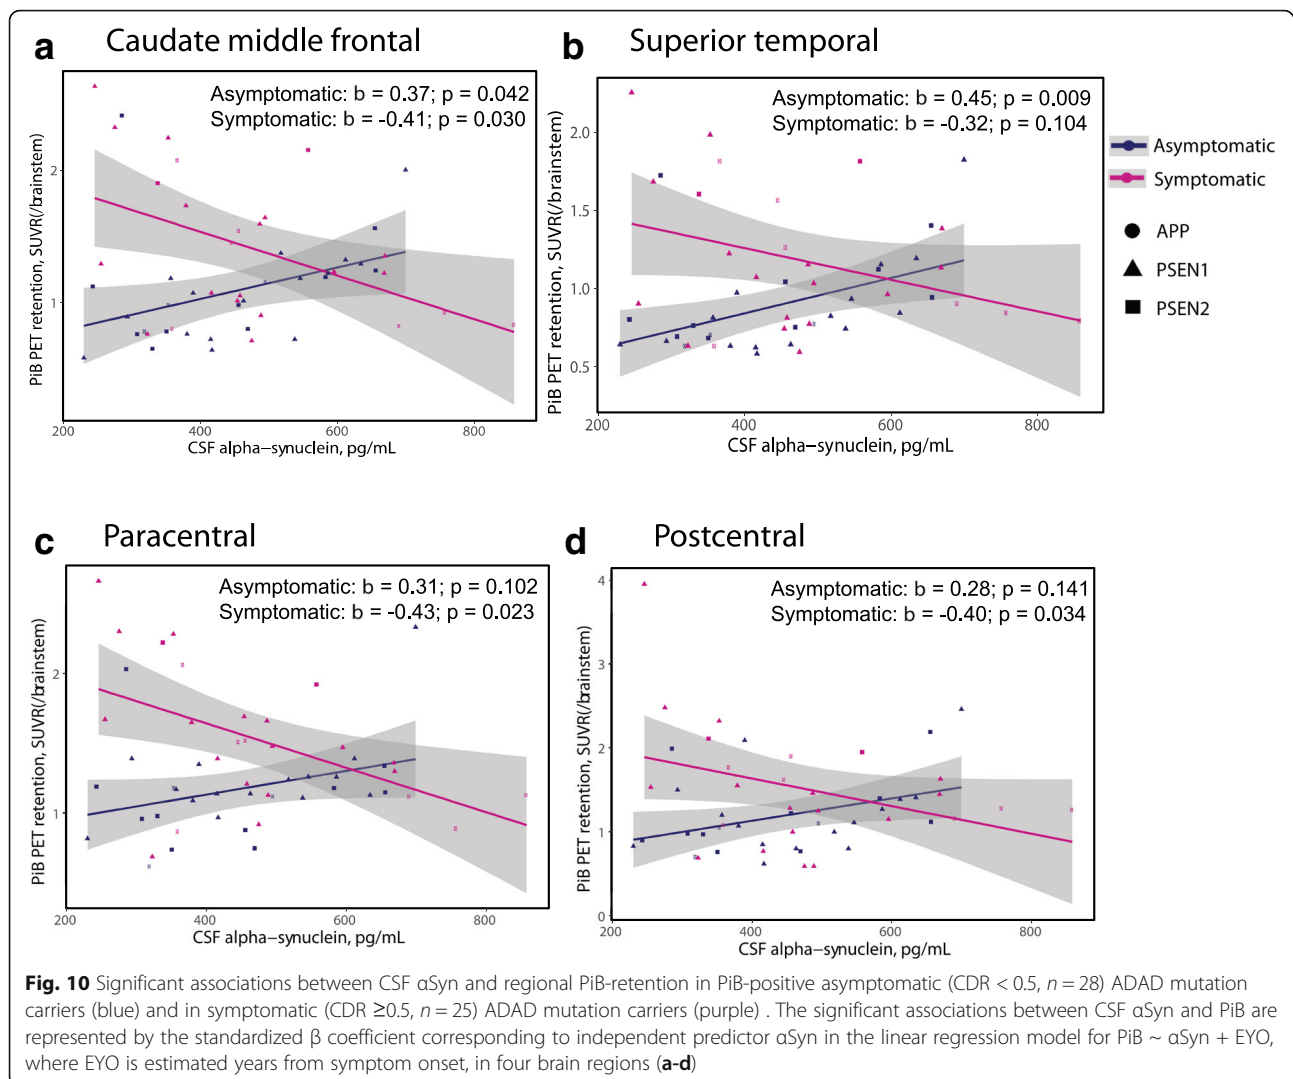 a Caudate middle frontal
Asymptomatic: b = 0.37; p = 0.042
Symptomatic: b = -0.41; p = 0.030
PiB PET retention, SUVR(/brainstem)
2
1
200 400 600 800
CSF alpha−synuclein, pg/mL
b Superior temporal
Asymptomatic: b = 0.45; p = 0.009
Symptomatic: b = -0.32; p = 0.104
PiB PET retention, SUVR(/brainstem)
2.0
1.5
1.0
0.5
200 400 600 800
CSF alpha−synuclein, pg/mL
Asymptomatic
Symptomatic
APP
PSEN1
PSEN2
c Paracentral
Asymptomatic: b = 0.31; p = 0.102
Symptomatic: b = -0.43; p = 0.023
PiB PET retention, SUVR(/brainstem)
2
1
200 400 600 800
CSF alpha−synuclein, pg/mL
d Postcentral
Asymptomatic: b = 0.28; p = 0.141
Symptomatic: b = -0.40; p = 0.034
PiB PET retention, SUVR(/brainstem)
4
3
2
1
0
200 400 600 800
CSF alpha−synuclein, pg/mL
Fig. 10 Significant associations between CSF αSyn and regional PiB-retention in PiB-positive asymptomatic (CDR < 0.5, n = 28) ADAD mutation
carriers (blue) and in symptomatic (CDR ≥0.5, n = 25) ADAD mutation carriers (purple) . The significant associations between CSF αSyn and PiB are
represented by the standardized β coefficient corresponding to independent predictor αSyn in the linear regression model for PiB ~ αSyn + EYO,
where EYO is estimated years from symptom onset, in four brain regions (a-d)